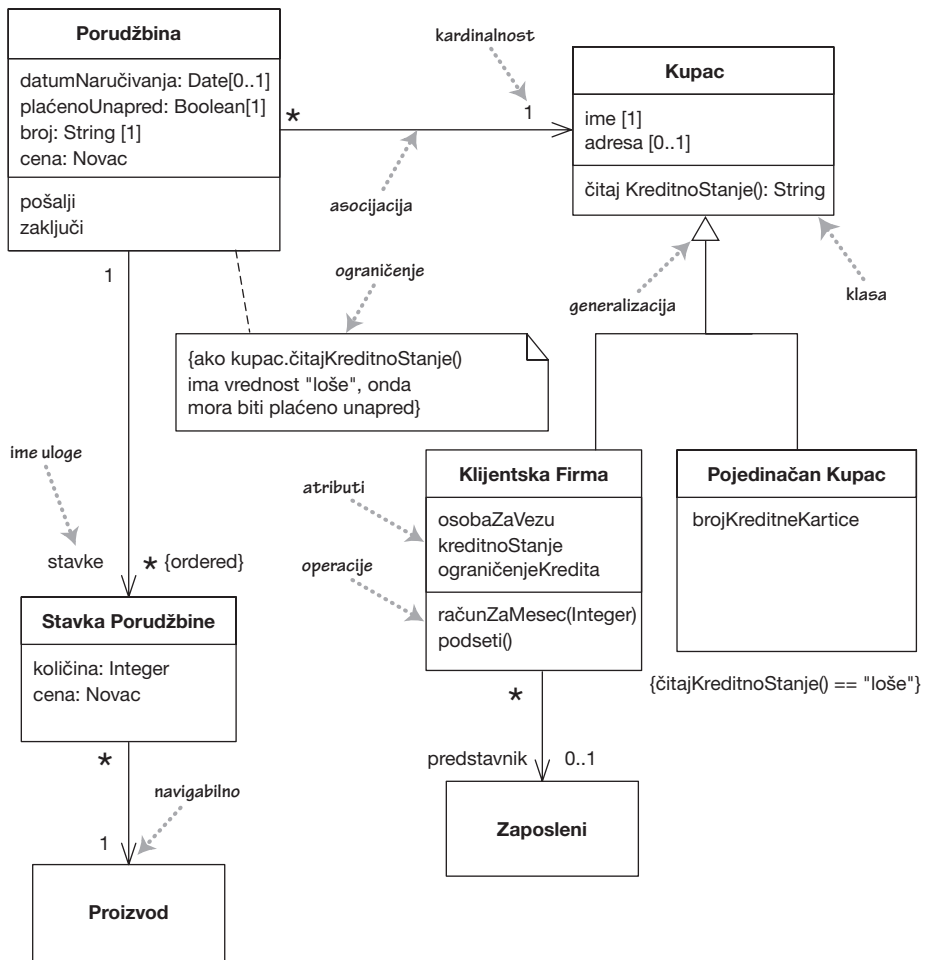 Porudžbina
datumNaručivanja: Date[0..1]
plaćenoUnapred: Boolean[1]
broj: String [1]
cena: Novac
pošalji
zaključi
*
kardinalnost
1
asocijacija
Kupac
ime [1]
adresa [0..1]
čitaj KreditnoStanje(): String
klasa
generalizacija
1
ograničenje
{ako kupac.čitajKreditnoStanje()
ima vrednost "loše", onda
mora biti plaćeno unapred}
ime uloge
stavke
* {ordered}
Stavka Porudžbine
količina: Integer
cena: Novac
*
navigabilno
1
Proizvod
atributi
operacije
Klijentska Firma
osobaZaVezu
kreditnoStanje
ograničenjeKredita
računZaMesec(Integer)
podseti()
*
predstavnik
0..1
Zaposleni
Pojedinačan Kupac
brojKreditneKartice
{čitajKreditnoStanje() == "loše"}